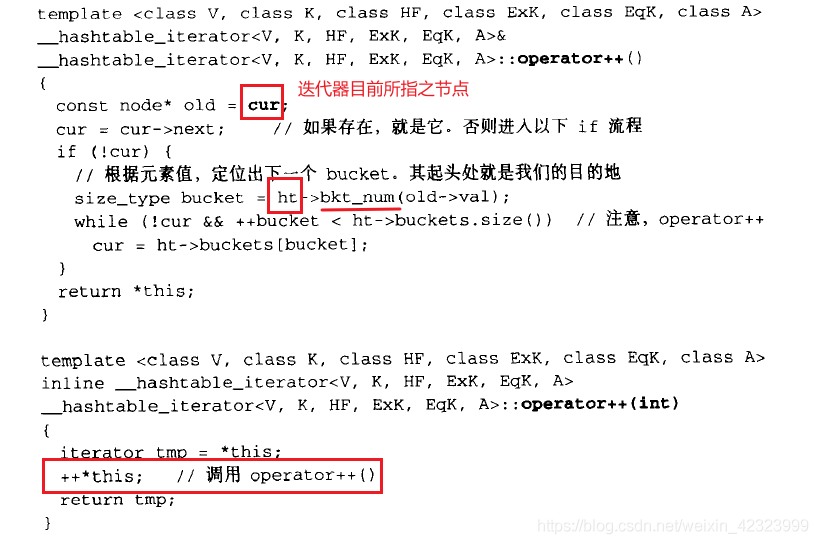 template <class V, class K, class HF, class ExK, class EqK, class A>
__hashtable_iterator<V, K, HF, ExK, EqK, A>&
__hashtable_iterator<V, K, HF, ExK, EqK, A>::operator++()
{
const node* old = cur; 迭代器目前所指之节点
cur = cur->next; // 如果存在，就是它。否则进入以下 if 流程
if (!cur) {
// 根据元素值，定位出下一个 bucket。其起头处就是我们的目的地
size_type bucket = ht->bkt_num(old->val);
while (!cur && ++bucket < ht->buckets.size()) // 注意，operator++
cur = ht->buckets[bucket];
}
return *this;
}
template <class V, class K, class HF, class ExK, class EqK, class A>
inline __hashtable_iterator<V, K, HF, ExK, EqK, A>
__hashtable_iterator<V, K, HF, ExK, EqK, A>::operator++(int)
{
iterator tmp = *this;
++*this; // 调用 operator++()
return tmp;
}
https://blog.csdn.net/weixin_42323999